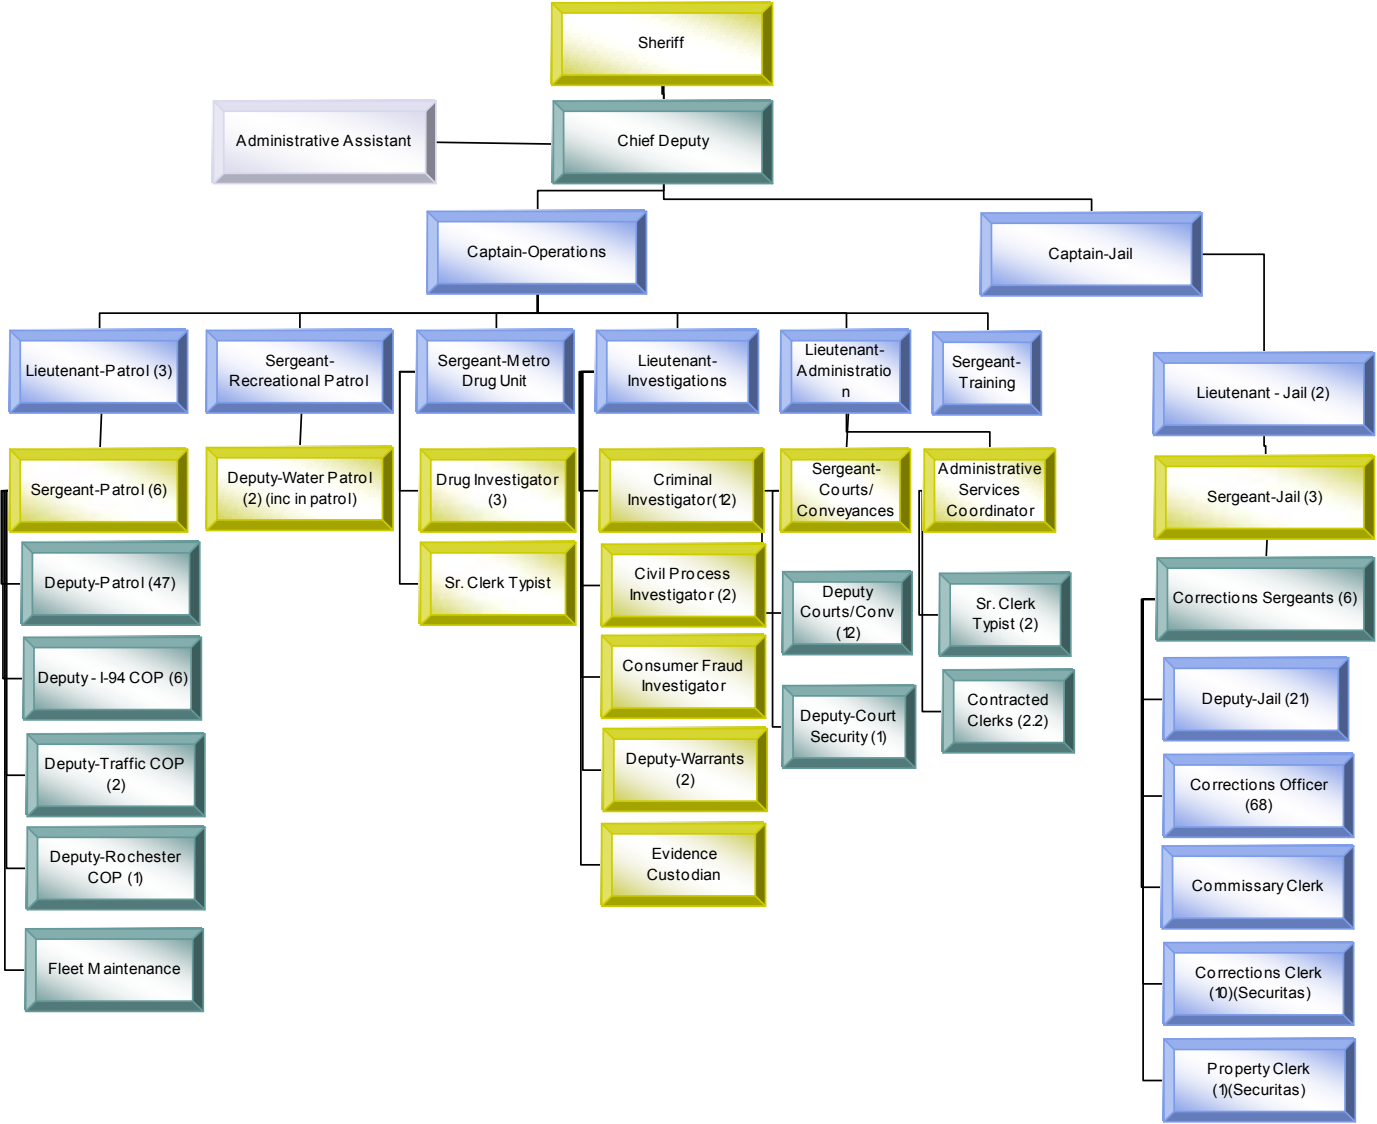 Sheriff
Administrative Assistant
Chief Deputy
Captain-Operations
Captain-Jail
Lieutenant-Patrol (3)
Sergeant-
Recreational Patrol
Sergeant-Metro
Drug Unit
Lieutenant-
Investigations
Lieutenant-
Administratio
n
Sergeant-
Training
Lieutenant - Jail (2)
Sergeant-Patrol (6)
Deputy-Water Patrol
(2) (inc in patrol)
Drug Investigator
(3)
Criminal
Investigator(12)
Sergeant-
Courts/
Conveyances
Administrative
Services
Coordinator
Sergeant-Jail (3)
Deputy-Patrol (47)
Sr. Clerk Typist
Civil Process
Investigator (2)
Deputy
Courts/Conv
(12)
Sr. Clerk
Typist (2)
Corrections Sergeants (6)
Deputy - I-94 COP (6)
Consumer Fraud
Investigator
Deputy-Court
Security (1)
Contracted
Clerks (2.2)
Deputy-Jail (21)
Deputy-Traffic COP
(2)
Deputy-Warrants
(2)
Corrections Officer
(68)
Deputy-Rochester
COP (1)
Evidence
Custodian
Commissary Clerk
Fleet Maintenance
Corrections Clerk
(10)(Securitas)
Property Clerk
(1)(Securitas)